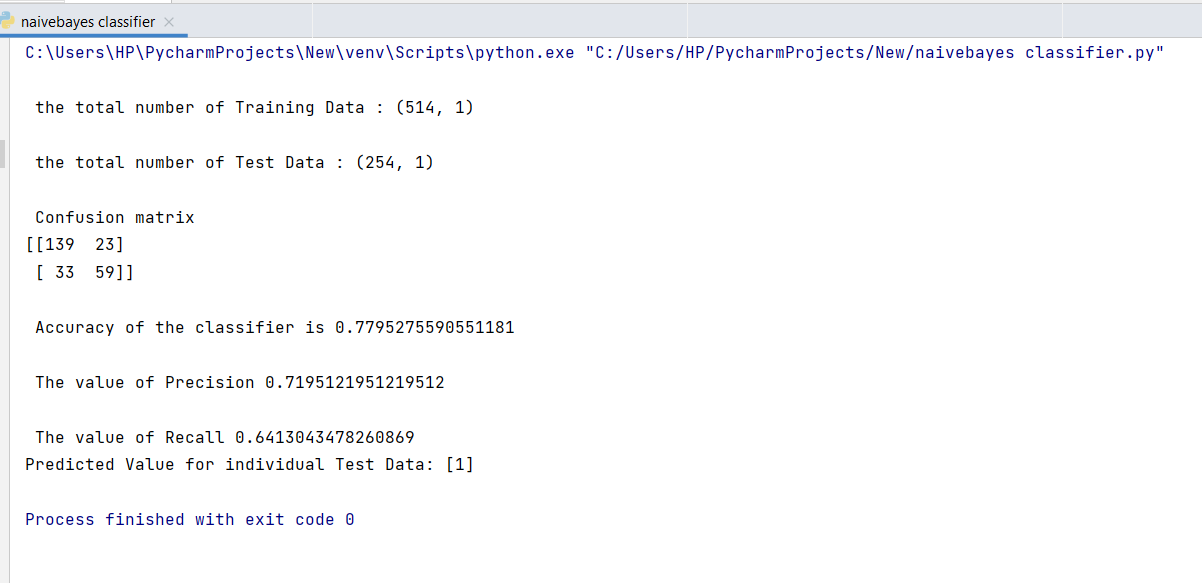 naivebayes classifier
C:\Users\HP\PycharmProjects\New\venv\Scripts\python.exe "C:/Users/HP/PycharmProjects/New/naivebayes classifier.py"
the total number of Training Data : (514, 1)
the total number of Test Data : (254, 1)
Confusion matrix
[[139  23]
 [ 33  59]]
Accuracy of the classifier is 0.7795275590551181
The value of Precision 0.7195121951219512
The value of Recall 0.6413043478260869
Predicted Value for individual Test Data: [1]
Process finished with exit code 0